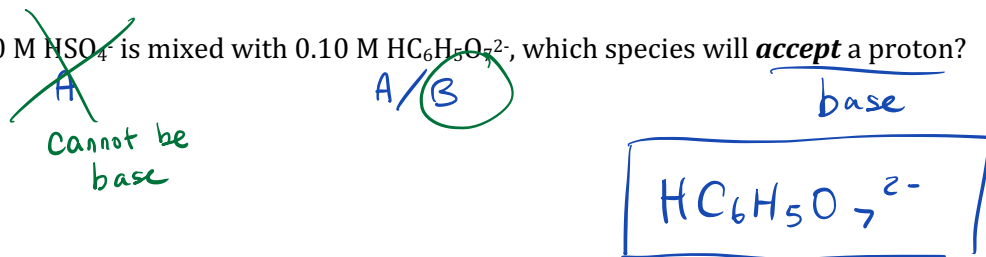 0 M HSO₄⁻ is mixed with 0.10 M HC₆H₅O₇²⁻, which species will accept a proton?
A A/B base
Cannot be
base
HC₆H₅O₇²⁻